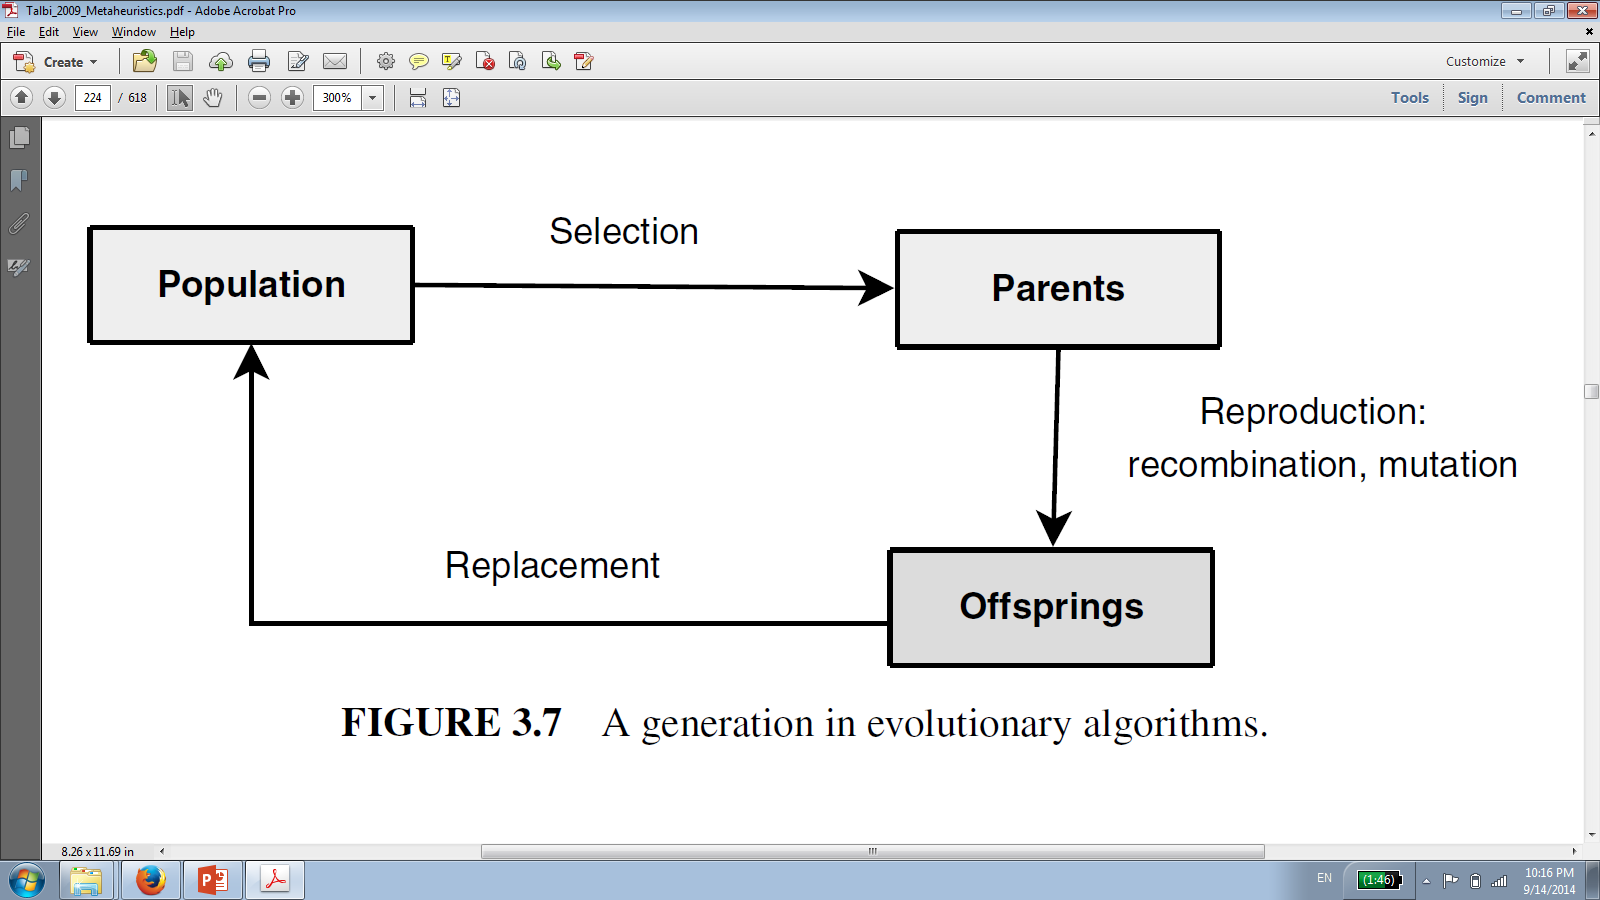 Talbi_2009_Metaheuristics.pdf - Adobe Acrobat Pro
File Edit View Window Help
Create
Customize
224 / 618
300%
Tools Sign Comment
Selection
Population
Parents
Reproduction:
recombination, mutation
Replacement
Offsprings
FIGURE 3.7 A generation in evolutionary algorithms.
8.26 x 11.69 in
EN
(1:46)
10:16 PM
9/14/2014